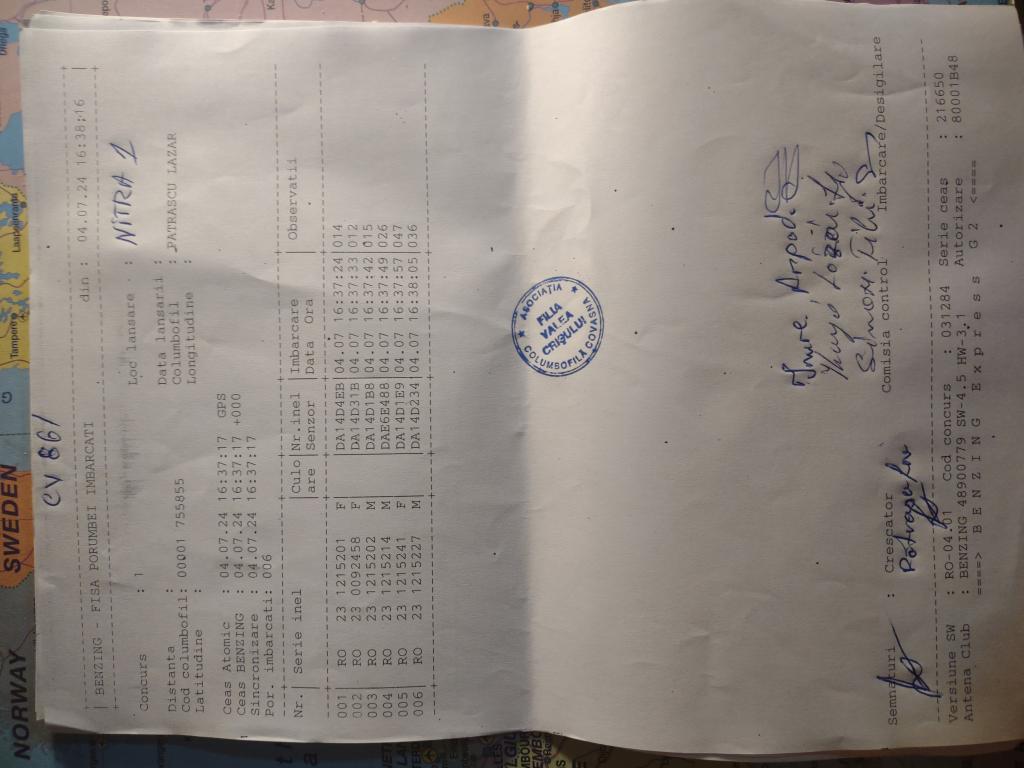 CV 861
BENZING - FISA PORUMBEI IMBARCATI din : 04.07.24 16:38:16
Concurs : 1 Loc lansare : NITRA 1
Distanta : Data lansarii :
Cod columbofil: 00001 755855 Columbofil : PATRASCU LAZAR
Latitudine : Longitudine :
Ceas Atomic : 04.07.24 16:37:17 GPS
Ceas BENZING : 04.07.24 16:37:17 +000
Sincronizare : 04.07.24 16:37:17
Por. imbarcati: 006
Nr.| Serie inel |Culo|Nr.inel |Imbarcare | Observatii
|are |Senzor |Data Ora |
001| RO 23 1215201 F| |DA14D4EB|04.07 16:37:24|014
002| RO 23 0092458 F| |DA14D31B|04.07 16:37:33|012
003| RO 23 1215202 M| |DA14D1B8|04.07 16:37:42|015
004| RO 23 1215214 M| |DAE6E488|04.07 16:37:49|026
005| RO 23 1215241 F| |DA14D1E9|04.07 16:37:57|047
006| RO 23 1215227 M| |DA14D234|04.07 16:38:05|036
ASOCIAȚIA
FILIA
VALEA
CRIȘULUI
COLUMBOFILĂ COVASNA
Semnaturi : Crescator Comisia control Imbarcare/Desigilare
Versiune SW : RO-04.01 Cod concurs : 031284 Serie ceas : 216650
Antena Club : BENZING 48900779 SW-4.5 HW-3.1 Autorizare : 80001B48
====> B E N Z I N G E x p r e s s G 2 <====